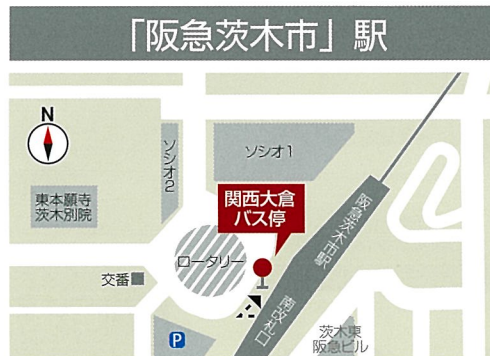 「阪急茨木市」駅
N
ソシオ2
ソシオ1
東本願寺
茨木別院
関西大倉
バス停
阪急茨木市駅
ロータリー
交番
南改札口
P
茨木東
阪急ビル